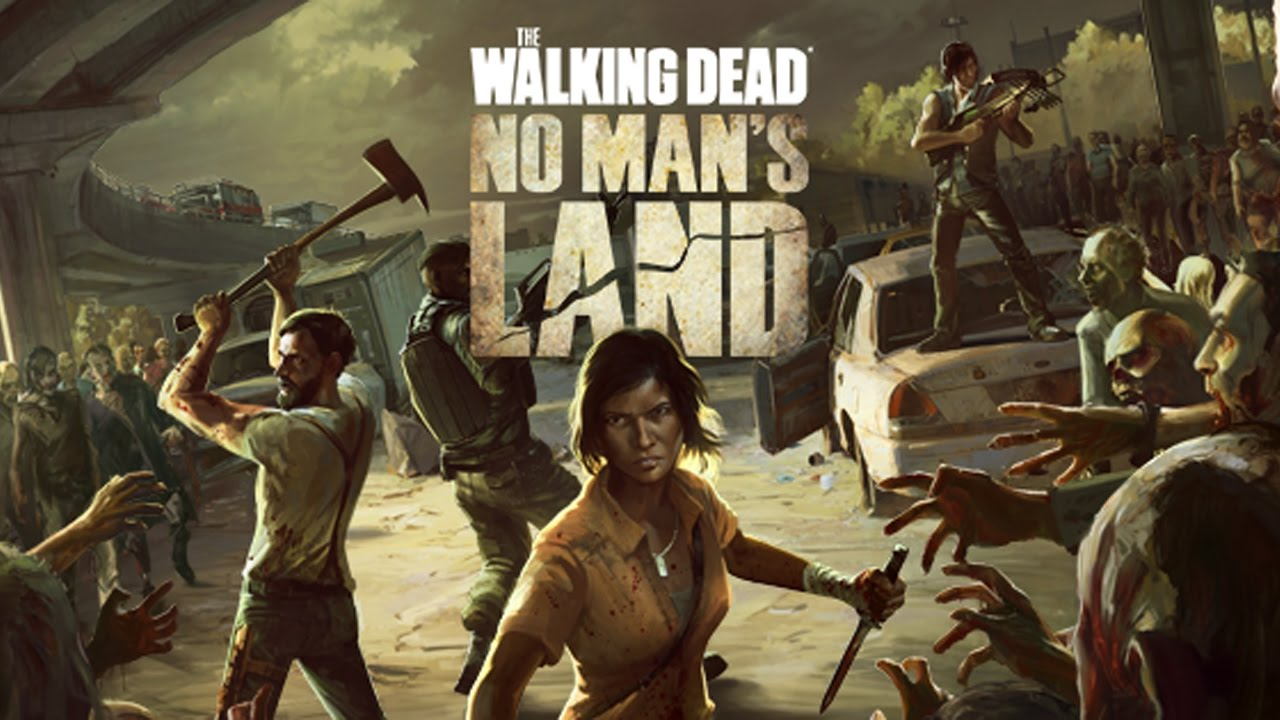 THE
WALKING DEAD
NO MAN'S
LAND